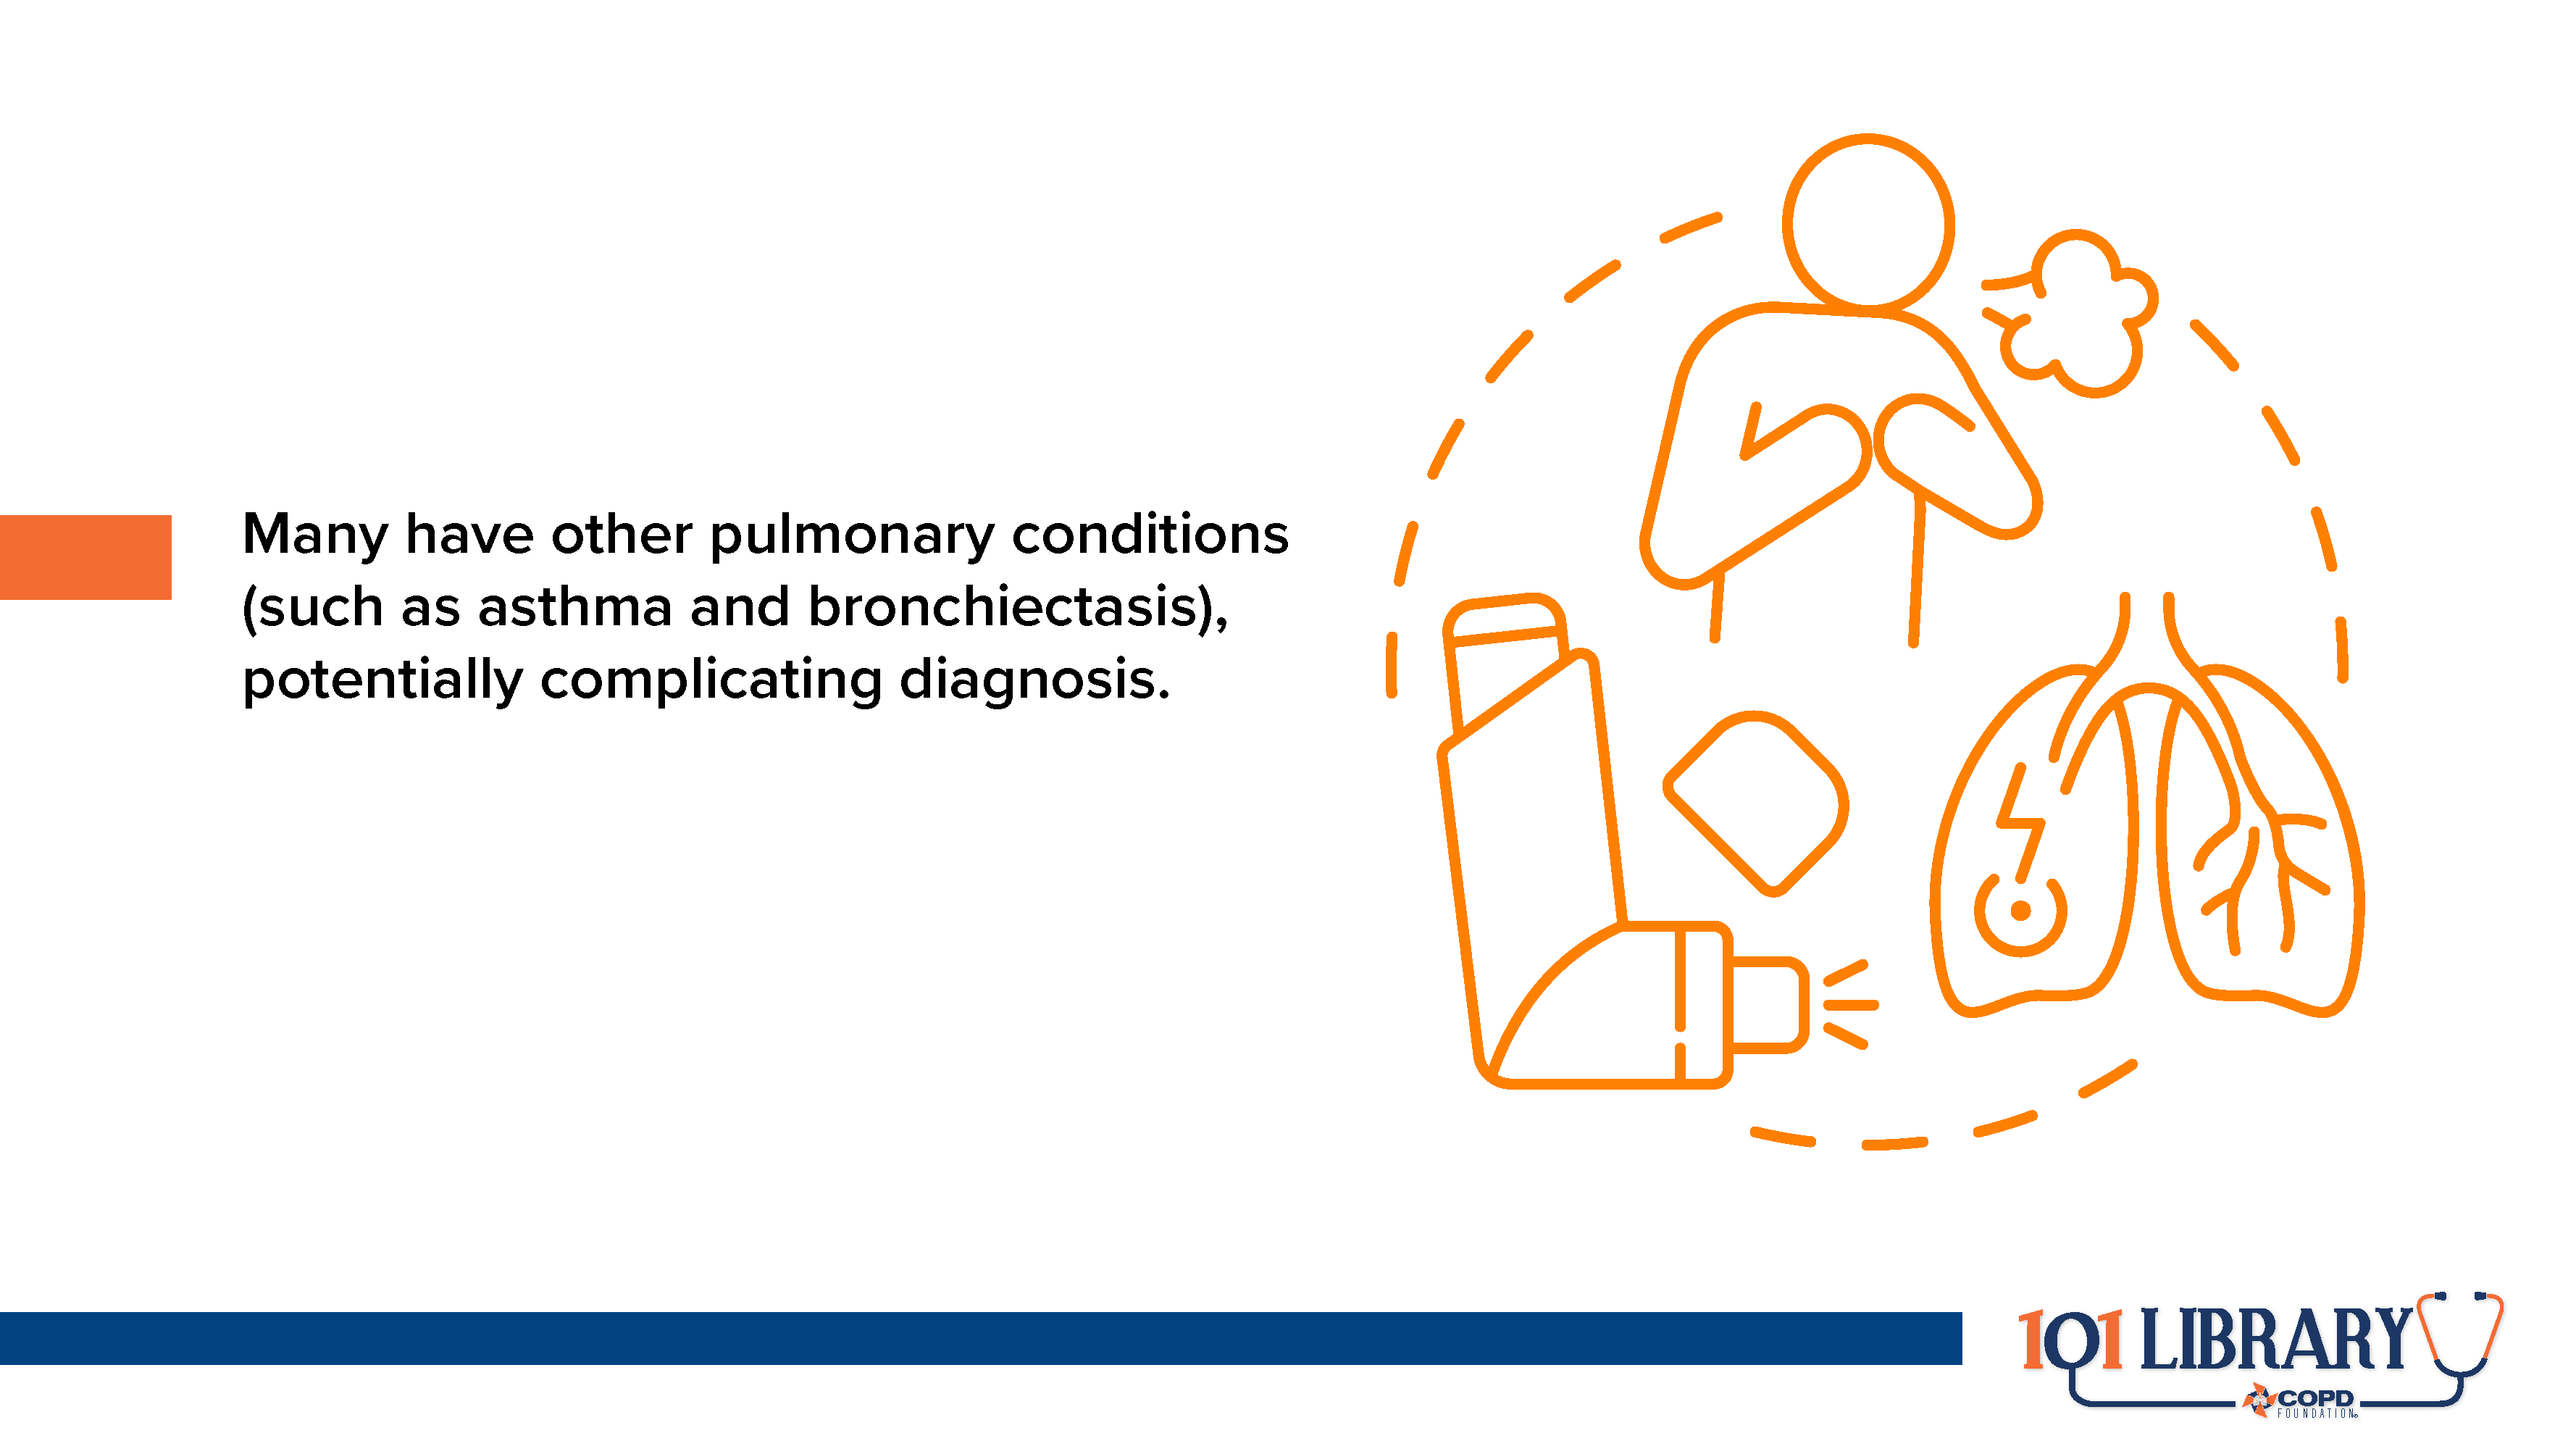 Many have other pulmonary conditions
(such as asthma and bronchiectasis),
potentially complicating diagnosis.
101 LIBRARY
COPD
FOUNDATION®